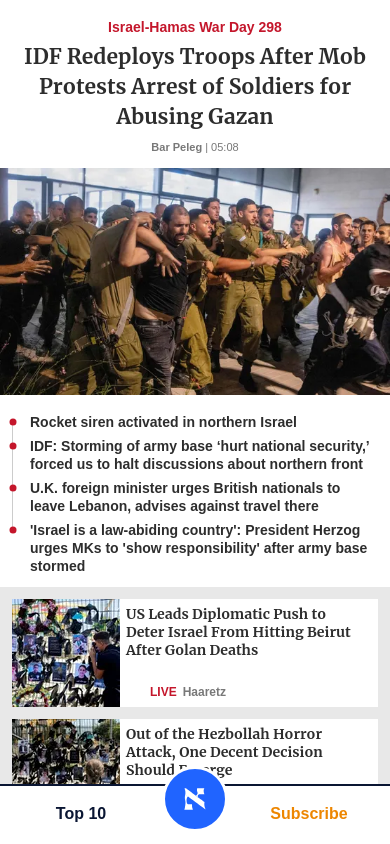 Israel-Hamas War Day 298
IDF Redeploys Troops After Mob
Protests Arrest of Soldiers for
Abusing Gazan
Bar Peleg | 05:08
Rocket siren activated in northern Israel
IDF: Storming of army base ‘hurt national security,’
forced us to halt discussions about northern front
U.K. foreign minister urges British nationals to
leave Lebanon, advises against travel there
'Israel is a law-abiding country': President Herzog
urges MKs to 'show responsibility' after army base
stormed
US Leads Diplomatic Push to
Deter Israel From Hitting Beirut
After Golan Deaths
LIVE Haaretz
Out of the Hezbollah Horror
Attack, One Decent Decision
Should
Top 10
Subscribe